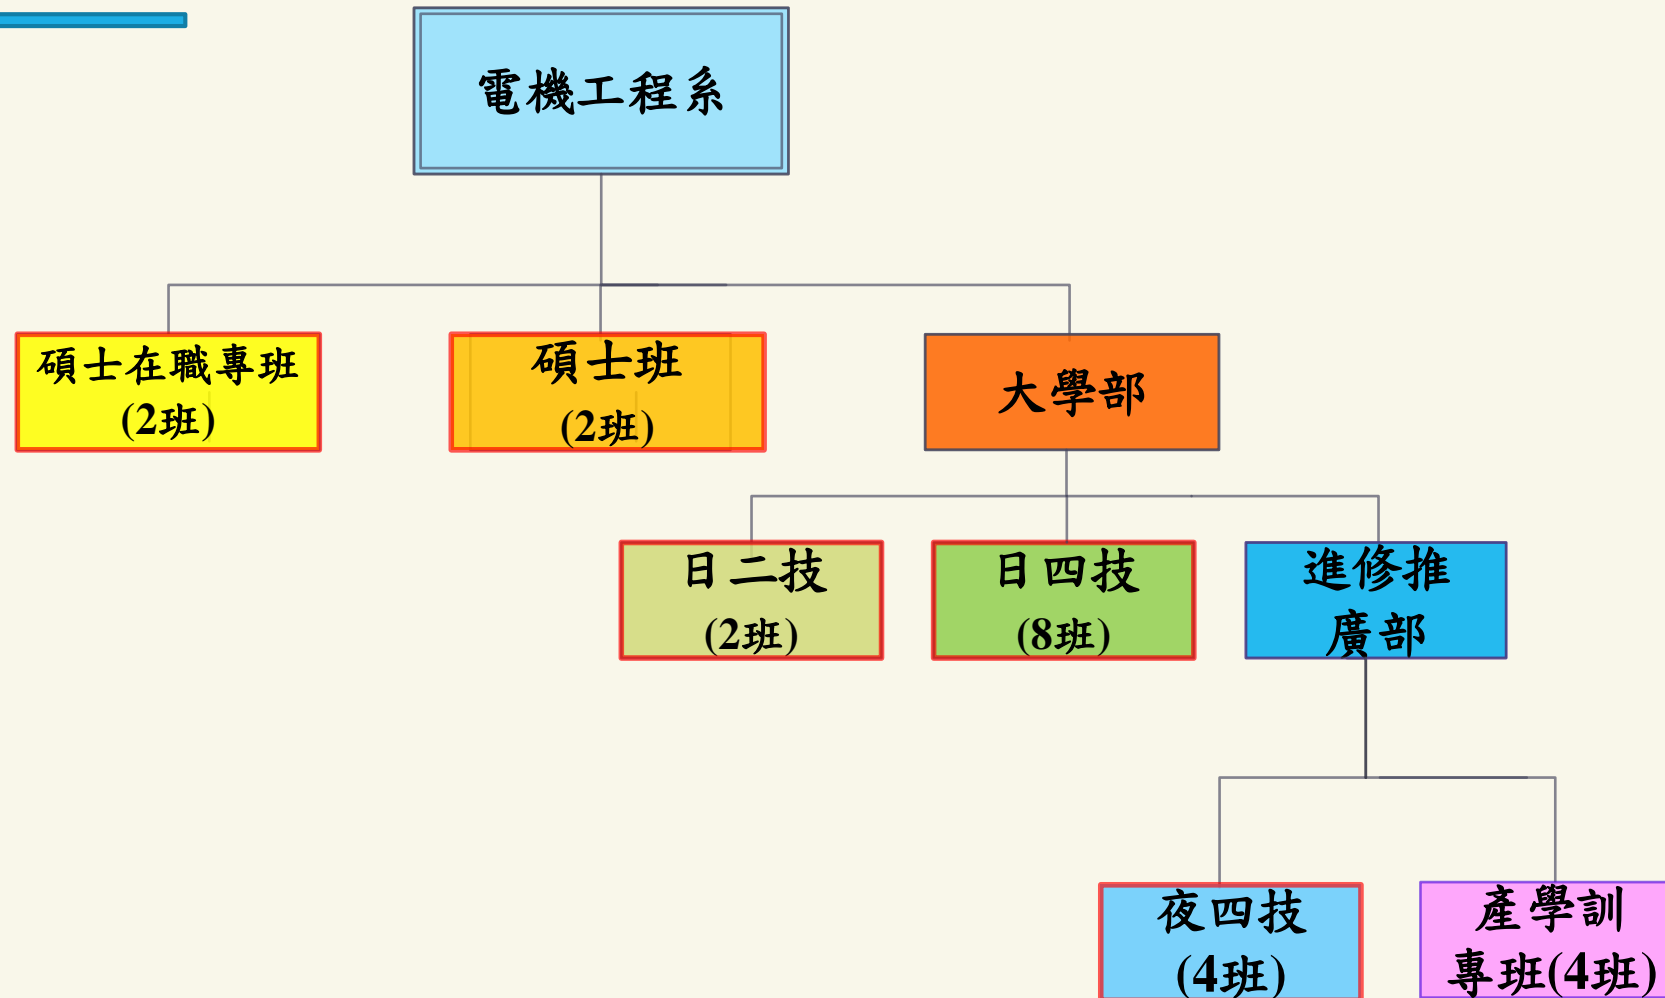 電機工程系
碩士在職專班
(2班)
碩士班
(2班)
大學部
日二技
(2班)
日四技
(8班)
進修推
廣部
夜四技
(4班)
產學訓
專班(4班)